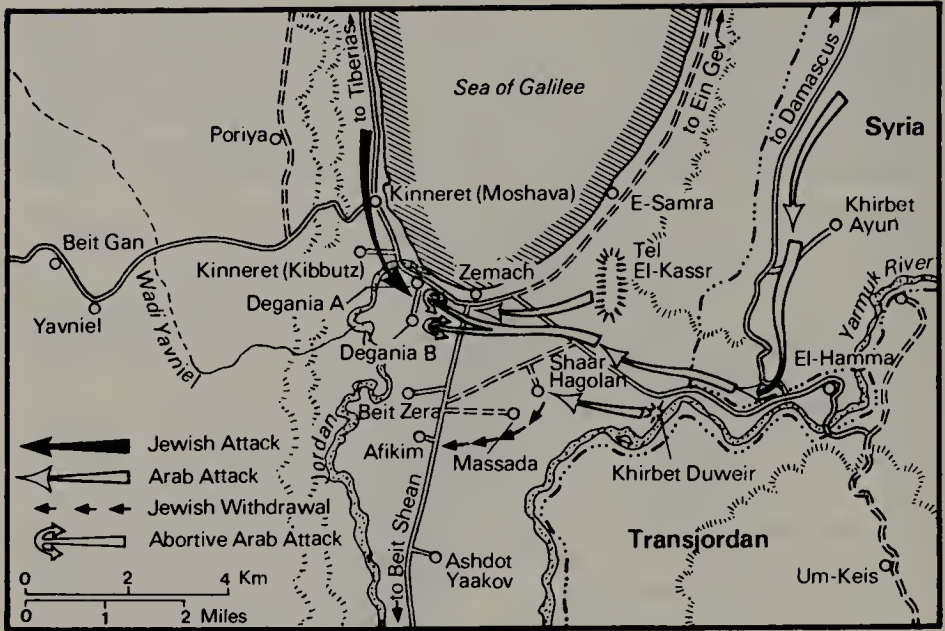 to Tiberias
Sea of Galilee
to Ein Gev
to Damascus
Syria
Poriya
Kinneret (Moshava)
E-Samra
Khirbet
Ayun
Beit Gan
Kinneret (Kibbutz)
Zemach
Tel
El-Kassr
Yarmuk River
Wadi Yavniel
Degania A
Yavniel
Degania B
Shaar
Hagolan
El-Hamma
Beit Zera
Jordan
Afikim
Massada
Khirbet Duweir
Jewish Attack
Arab Attack
Jewish Withdrawal
Abortive Arab Attack
to Beit Shean
Ashdot
Yaakov
Transjordan
Um-Keis
0 2 4 Km
0 1 2 Miles